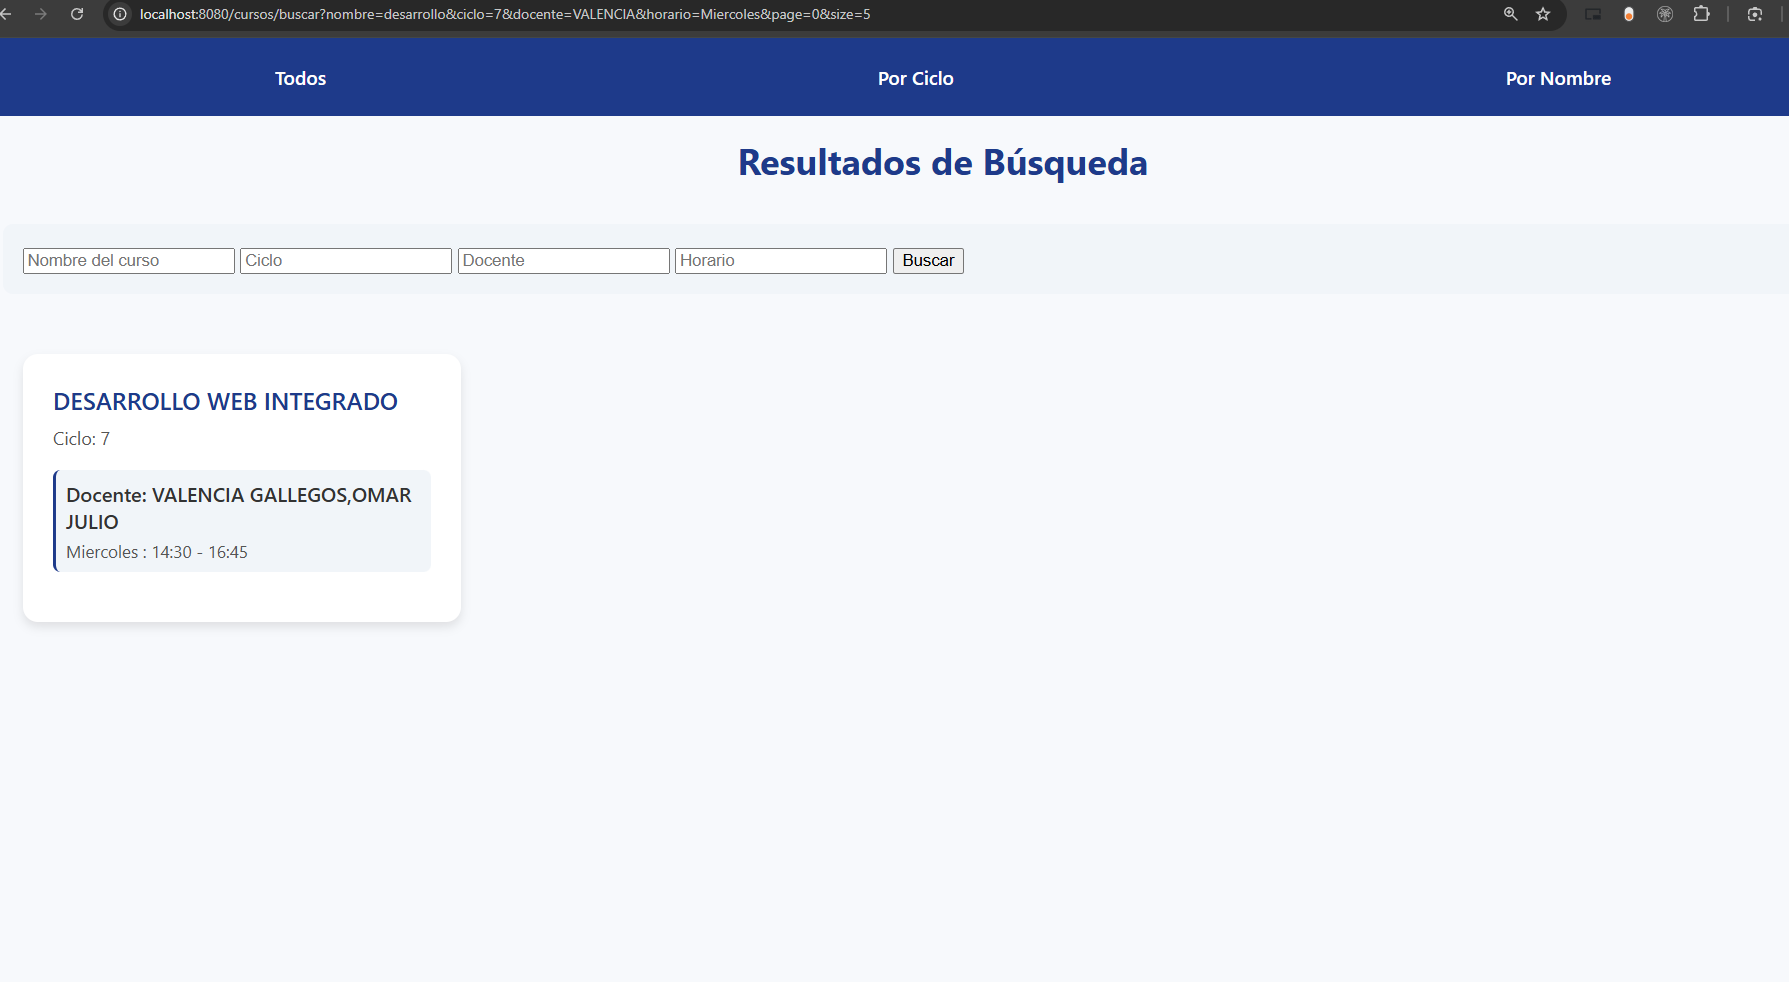 localhost:8080/cursos/buscar?nombre=desarrollo&ciclo=7&docente=VALENCIA&horario=Miercoles&page=0&size=5
Todos
Por Ciclo
Por Nombre
Resultados de Búsqueda
Nombre del curso
Ciclo
Docente
Horario
Buscar
DESARROLLO WEB INTEGRADO
Ciclo: 7
Docente: VALENCIA GALLEGOS,OMAR
JULIO
Miercoles : 14:30 - 16:45